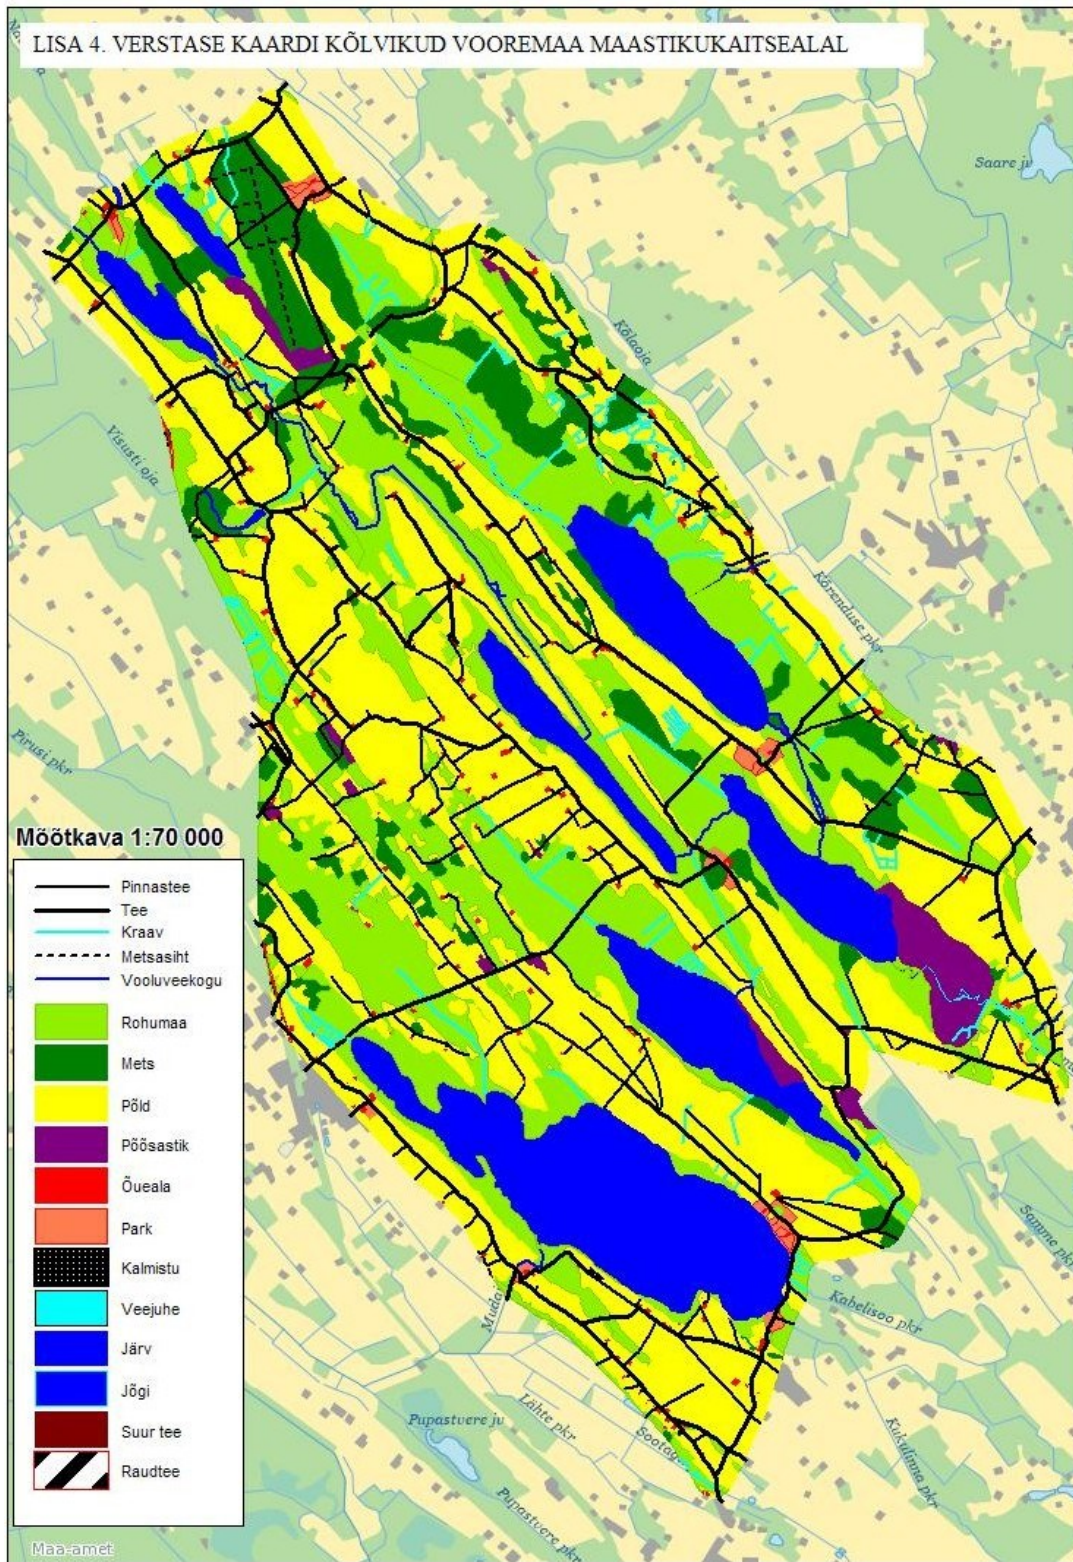 LISA 4. VERSTASE KAARDI KÕLVIKUD VOOREMAA MAASTIKUKAITSEALAL
Saare jv
Kõlaoja
Visusti oja
Kõrenduse pkr
Pirusi pkr
Mõõtkava 1:70 000
Pinnastee
Tee
Kraav
Metsasiht
Vooluveekogu
Rohumaa
Mets
Põld
Põõsastik
Õueala
Park
Kalmistu
Veejuhe
Järv
Jõgi
Suur tee
Raudtee
Samme pkr
Muda
Kabelisoo pkr
Lähte pkr
Pupastvere jv
Kukulinna pkr
Pupastvere pkr
Maa-amet